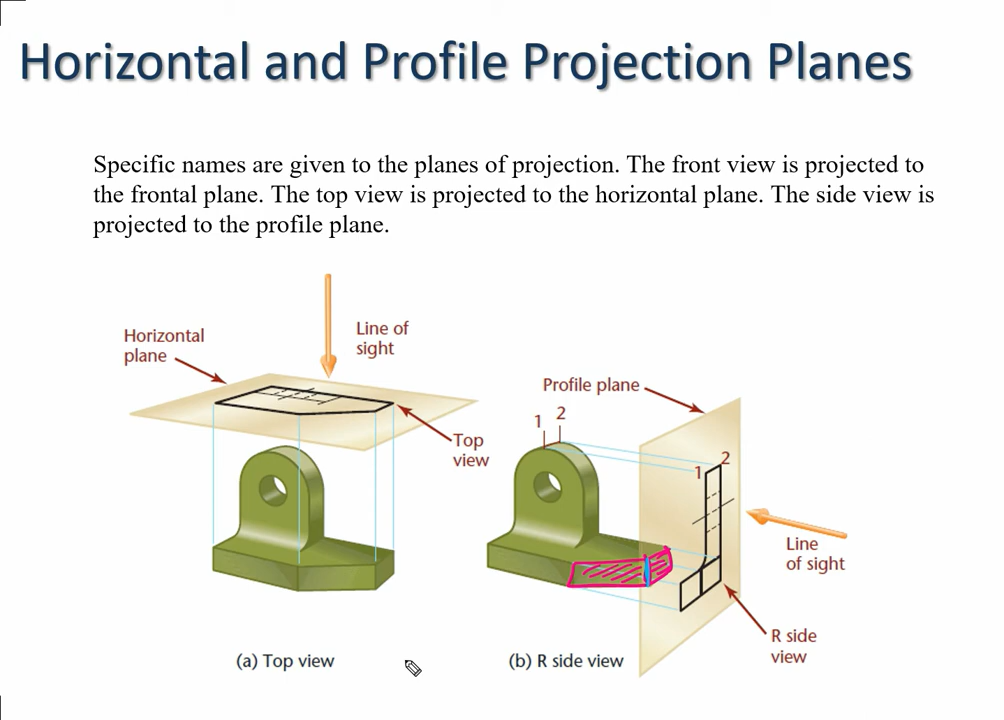 Horizontal and Profile Projection Planes
Specific names are given to the planes of projection. The front view is projected to
the frontal plane. The top view is projected to the horizontal plane. The side view is
projected to the profile plane.
Horizontal
plane
Line of
sight
Top
view
(a) Top view
Profile plane
1
2
1
2
Line
of sight
R side
view
(b) R side view